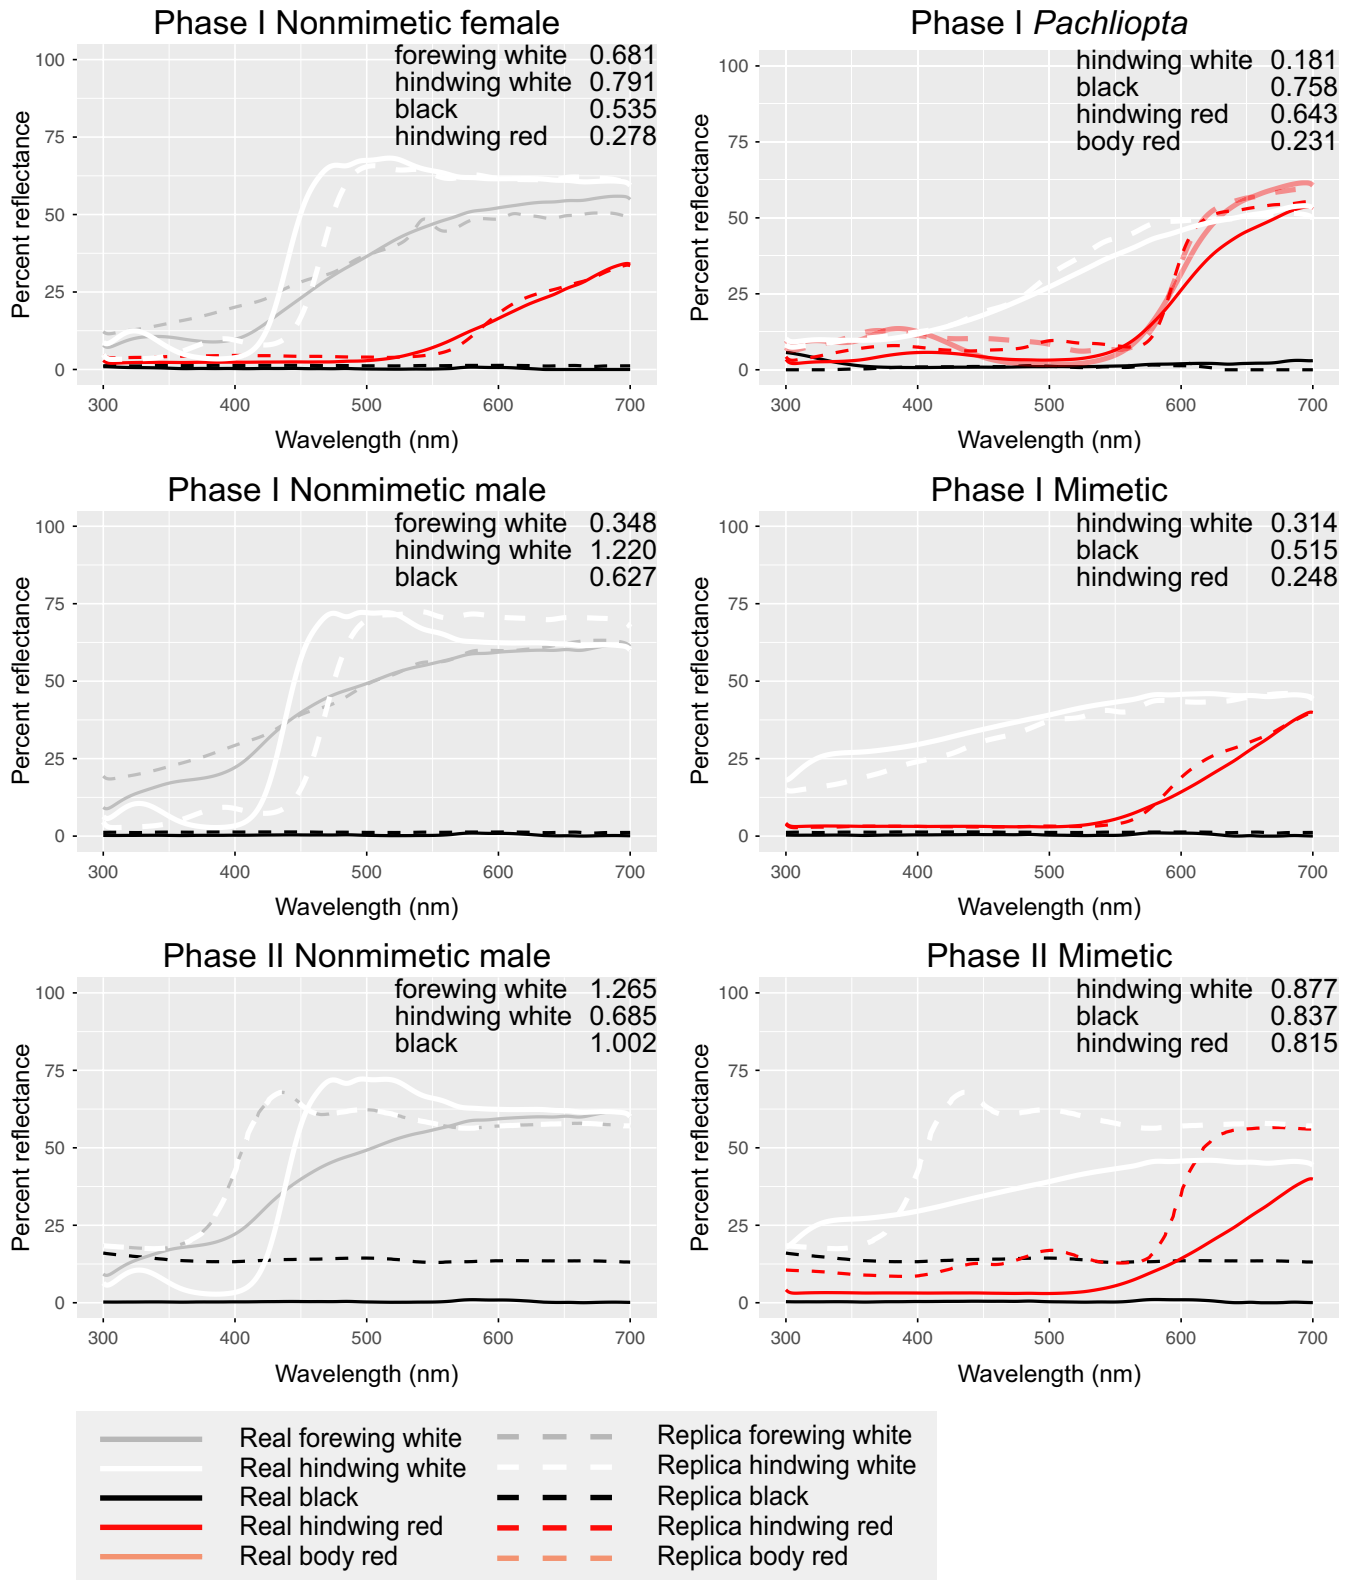 Phase I Nonmimetic female
forewing white 0.681
hindwing white 0.791
black 0.535
hindwing red 0.278
Percent reflectance
100
75
50
25
0
300 400 500 600 700
Wavelength (nm)
Phase I Pachliopta
hindwing white 0.181
black 0.758
hindwing red 0.643
body red 0.231
Percent reflectance
100
75
50
25
0
300 400 500 600 700
Wavelength (nm)
Phase I Nonmimetic male
forewing white 0.348
hindwing white 1.220
black 0.627
Percent reflectance
100
75
50
25
0
300 400 500 600 700
Wavelength (nm)
Phase I Mimetic
hindwing white 0.314
black 0.515
hindwing red 0.248
Percent reflectance
100
75
50
25
0
300 400 500 600 700
Wavelength (nm)
Phase II Nonmimetic male
forewing white 1.265
hindwing white 0.685
black 1.002
Percent reflectance
100
75
50
25
0
300 400 500 600 700
Wavelength (nm)
Phase II Mimetic
hindwing white 0.877
black 0.837
hindwing red 0.815
Percent reflectance
100
75
50
25
0
300 400 500 600 700
Wavelength (nm)
Real forewing white
Real hindwing white
Real black
Real hindwing red
Real body red
Replica forewing white
Replica hindwing white
Replica black
Replica hindwing red
Replica body red